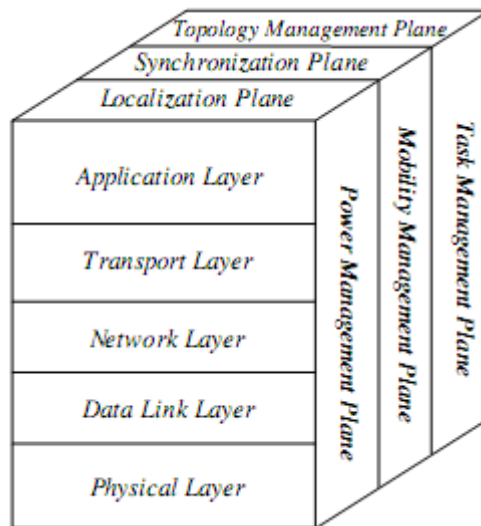 Topology Management Plane
Synchronization Plane
Localization Plane
Application Layer
Transport Layer
Network Layer
Data Link Layer
Physical Layer
Power Management Plane
Mobility Management Plane
Task Management Plane